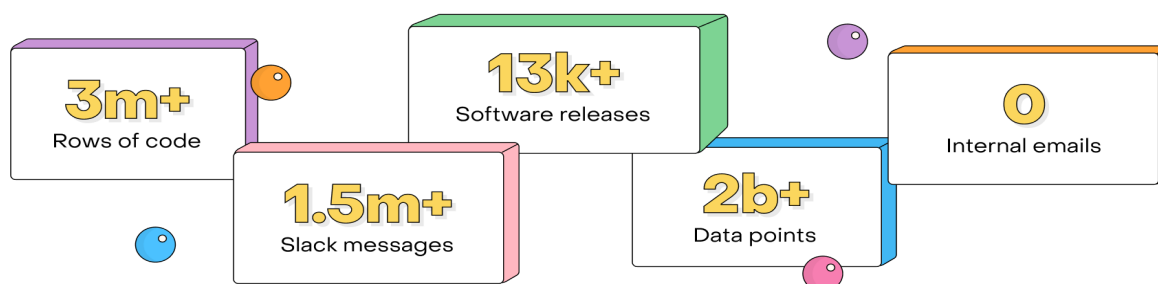 3m+
Rows of code
1.5m+
Slack messages
13k+
Software releases
2b+
Data points
0
Internal emails